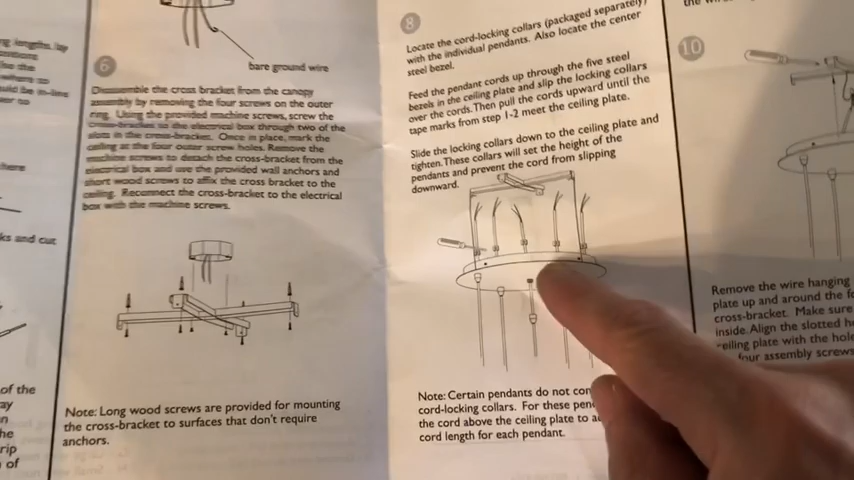 bare ground wire
6
Disassemble the cross bracket from the canopy
assembly by removing the four screws on the outer
ring. Using the provided machine screws, screw the
cross-bracket to the electrical box through two of the
slots in the cross-bracket. Once in place, mark the
ceiling at the four outer screw holes. Remove the
machine screws to detach the cross-bracket from the
electrical box and use the provided wall anchors and
short wood screws to affix the cross bracket to the
ceiling. Reconnect the cross-bracket to the electrical
box with the machine screws.
Note: Long wood screws are provided for mounting
the cross-bracket to surfaces that don't require
anchors.
8
Locate the cord-locking collars (packaged separately)
with the individual pendants. Also locate the center
steel bezel.
Feed the pendant cords up through the five steel
bezels in the ceiling plate and slip the locking collars
over the cords. Then pull the cords upward until the
tape marks from step 1-2 meet the ceiling plate.
Slide the locking collars down to the ceiling plate and
tighten. These collars will set the height of the
pendants and prevent the cord from slipping
downward.
Note: Certain pendants do not
cord-locking collars. For these
the cord above the ceiling plate to
cord length for each pendant.
10
Remove the wire hanging
plate up and around the
cross-bracket. Make sure
inside. Align the slotted
ceiling plate with the
four assembly screws
ks and cut
of the
of